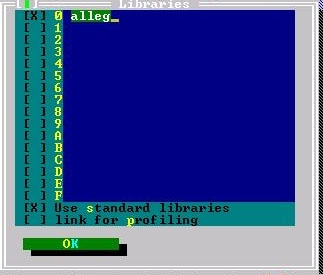 Libraries
[X] 0 alleg_
[ ] 1
[ ] 2
[ ] 3
[ ] 4
[ ] 5
[ ] 6
[ ] 7
[ ] 8
[ ] 9
[ ] A
[ ] B
[ ] C
[ ] D
[ ] E
[ ] F
[X] Use standard libraries
[ ] link for profiling
OK